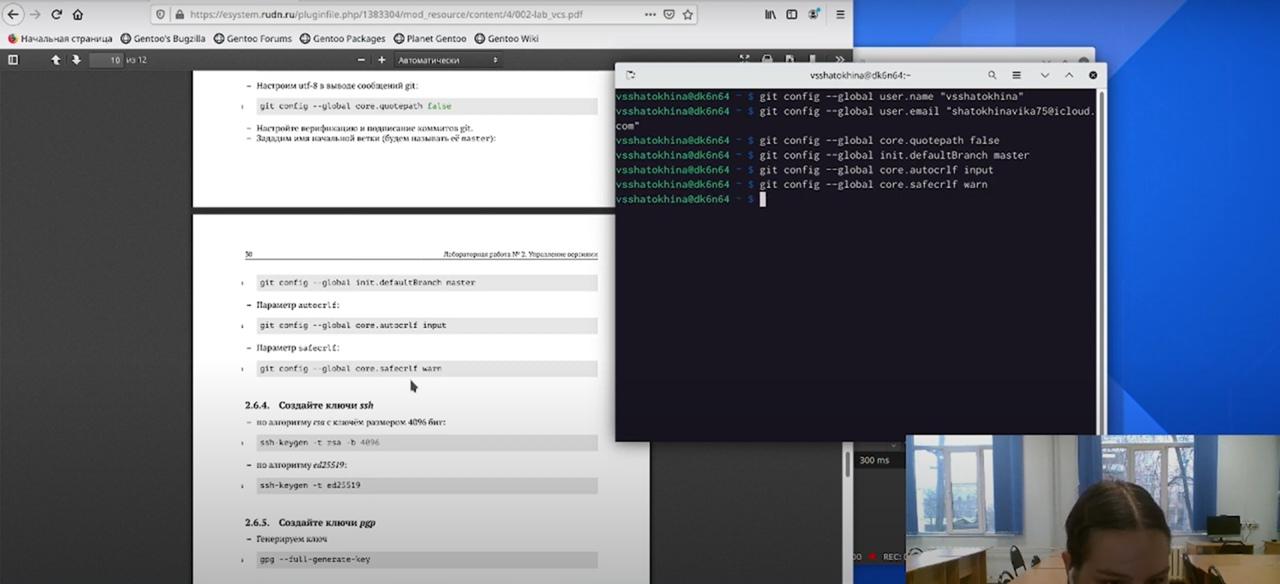 https://esystem.rudn.ru/pluginfile.php/1383304/mod_resource/content/4/002-lab_vcs.pdf
Начальная страница Gentoo's Bugzilla Gentoo Forums Gentoo Packages Planet Gentoo Gentoo Wiki
10 из 12 Автоматически
– Настроим utf-8 в выводе сообщений git:
1 git config --global core.quotepath false
– Настройте верификацию и подписание коммитов git.
– Зададим имя начальной ветки (будем называть её master):
30 Лабораторная работа № 2. Управление версиями
1 git config --global init.defaultBranch master
– Параметр autocrlf:
1 git config --global core.autocrlf input
– Параметр safecrlf:
1 git config --global core.safecrlf warn
2.6.4. Создайте ключи ssh
– по алгоритму rsa с ключём размером 4096 бит:
1 ssh-keygen -t rsa -b 4096
– по алгоритму ed25519:
1 ssh-keygen -t ed25519
2.6.5. Создайте ключи pgp
– Генерируем ключ
1 gpg --full-generate-key
vsshatokhina@dk6n64:~
vsshatokhina@dk6n64 ~ $ git config --global user.name "vsshatokhina"
vsshatokhina@dk6n64 ~ $ git config --global user.email "shatokhinavika75@icloud.
com"
vsshatokhina@dk6n64 ~ $ git config --global core.quotepath false
vsshatokhina@dk6n64 ~ $ git config --global init.defaultBranch master
vsshatokhina@dk6n64 ~ $ git config --global core.autocrlf input
vsshatokhina@dk6n64 ~ $ git config --global core.safecrlf warn
vsshatokhina@dk6n64 ~ $
300 ms
REC: